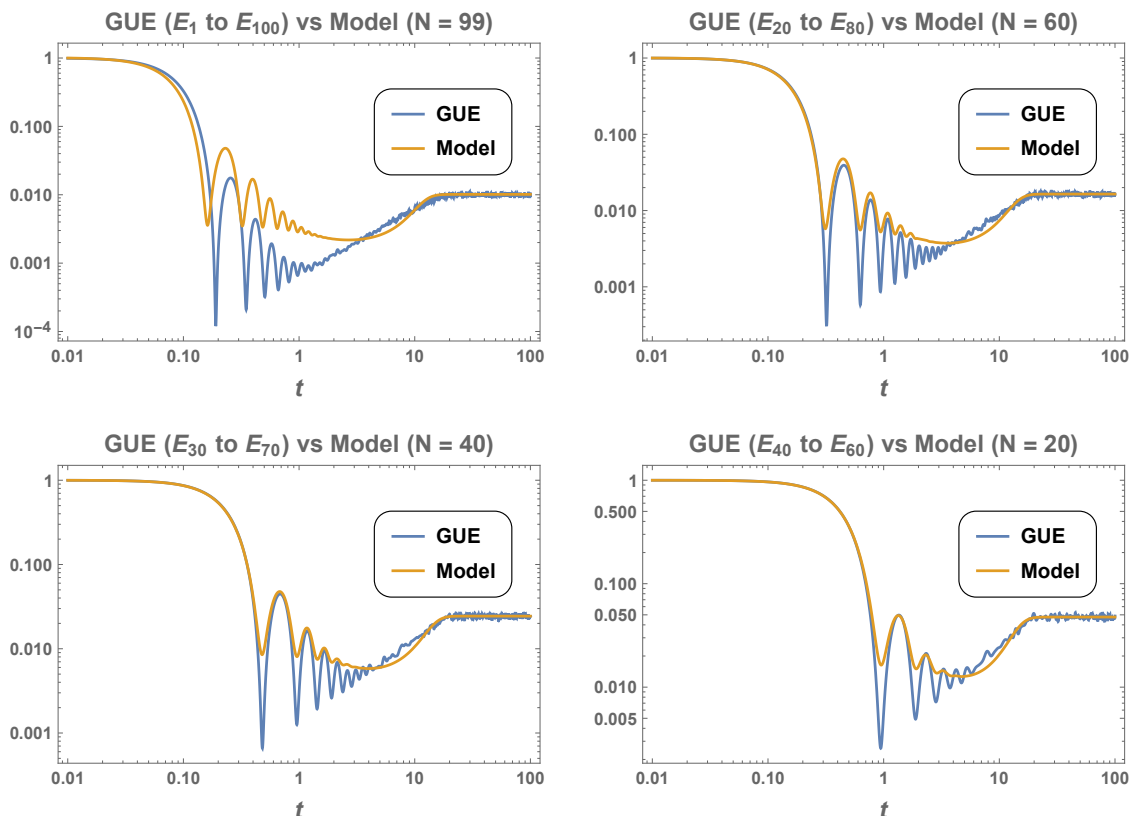 GUE (E₁ to E₁₀₀) vs Model (N = 99)
1
0.100
0.010
0.001
10⁻⁴
0.01 0.10 1 10 100
t
GUE
Model
GUE (E₂₀ to E₈₀) vs Model (N = 60)
1
0.100
0.010
0.001
0.01 0.10 1 10 100
t
GUE
Model
GUE (E₃₀ to E₇₀) vs Model (N = 40)
1
0.100
0.010
0.001
0.01 0.10 1 10 100
t
GUE
Model
GUE (E₄₀ to E₆₀) vs Model (N = 20)
1
0.500
0.100
0.050
0.010
0.005
0.01 0.10 1 10 100
t
GUE
Model